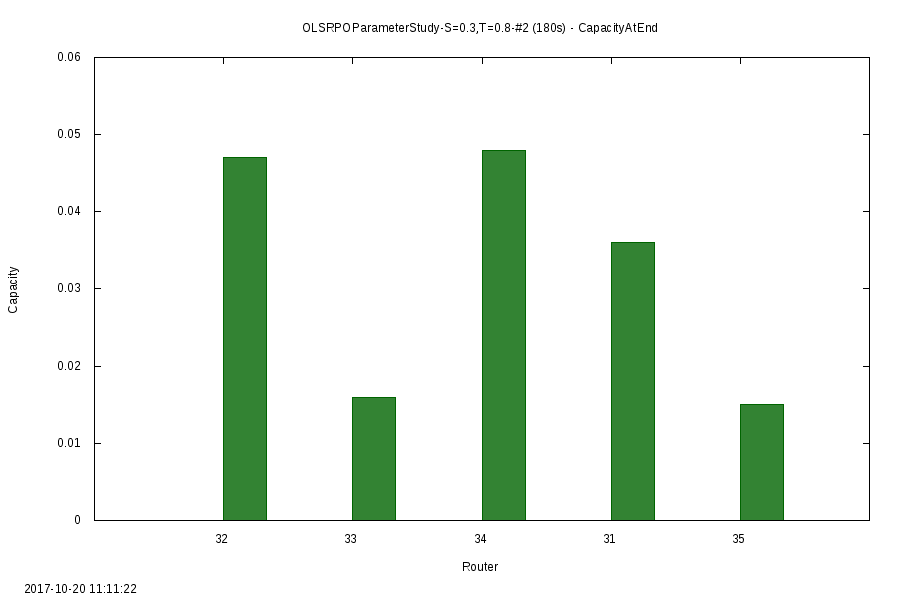 OLSRPOParameterStudy-S=0.3,T=0.8-#2 (180s) - CapacityAtEnd
0.06
0.05
0.04
0.03
0.02
0.01
0
Capacity
32 33 34 31 35
Router
2017-10-20 11:11:22